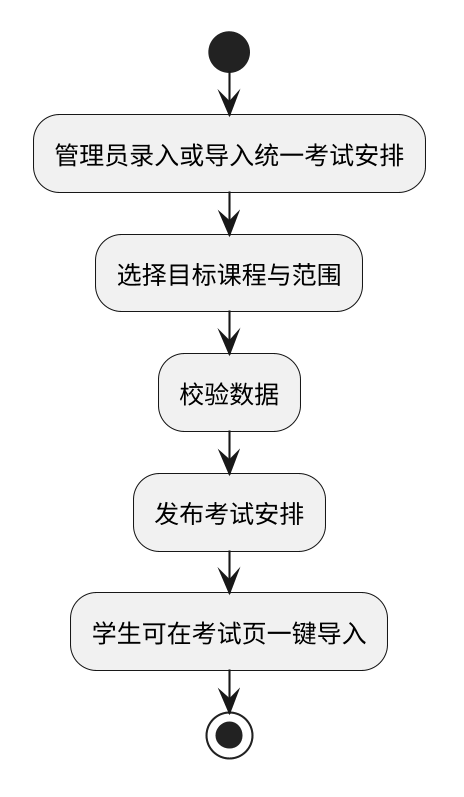 管理员录入或导入统一考试安排
选择目标课程与范围
校验数据
发布考试安排
学生可在考试页一键导入